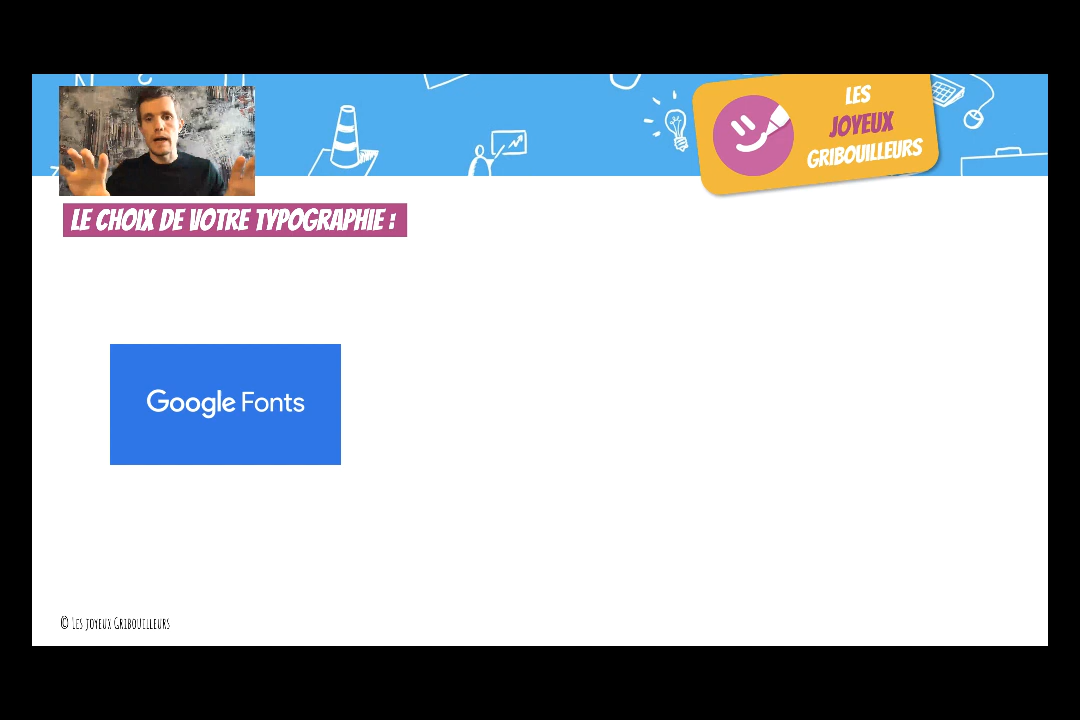 LES
JOYEUX
GRIBOUILLEURS
LE CHOIX DE VOTRE TYPOGRAPHIE :
Google Fonts
© Les joyeux Gribouilleurs